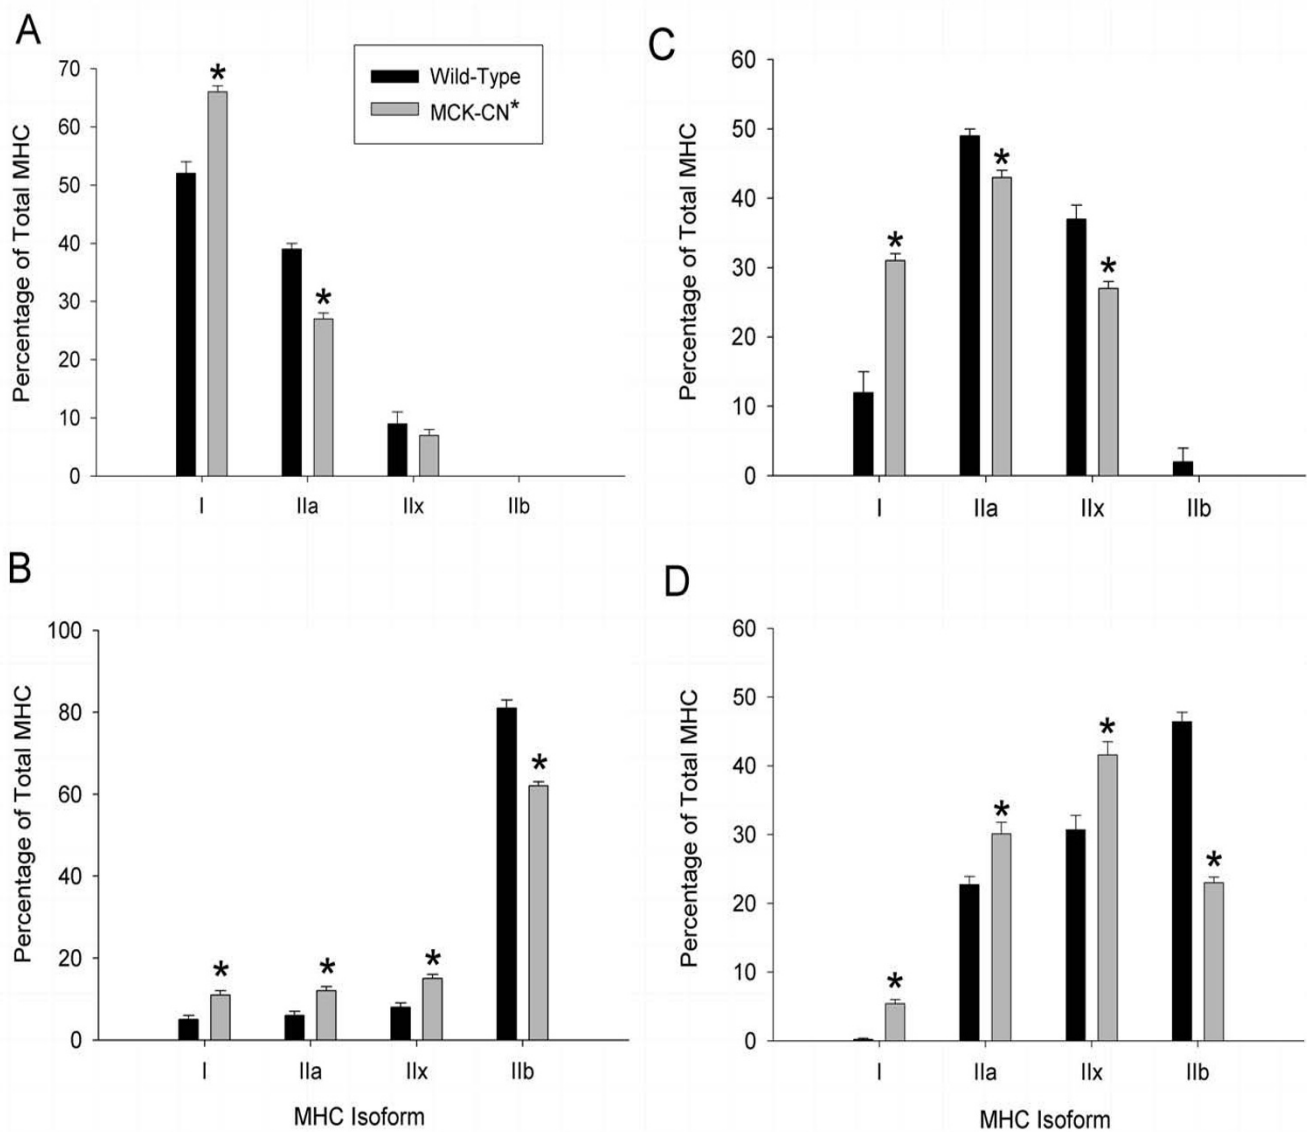 A
Percentage of Total MHC
70
60
50
40
30
20
10
0
*
*
I
IIa
IIx
IIb
Wild-Type
MCK-CN*
C
Percentage of Total MHC
60
50
40
30
20
10
0
*
*
*
I
IIa
IIx
IIb
B
Percentage of Total MHC
100
80
60
40
20
0
*
*
*
*
I
IIa
IIx
IIb
MHC Isoform
D
Percentage of Total MHC
60
50
40
30
20
10
0
*
*
*
*
I
IIa
IIx
IIb
MHC Isoform